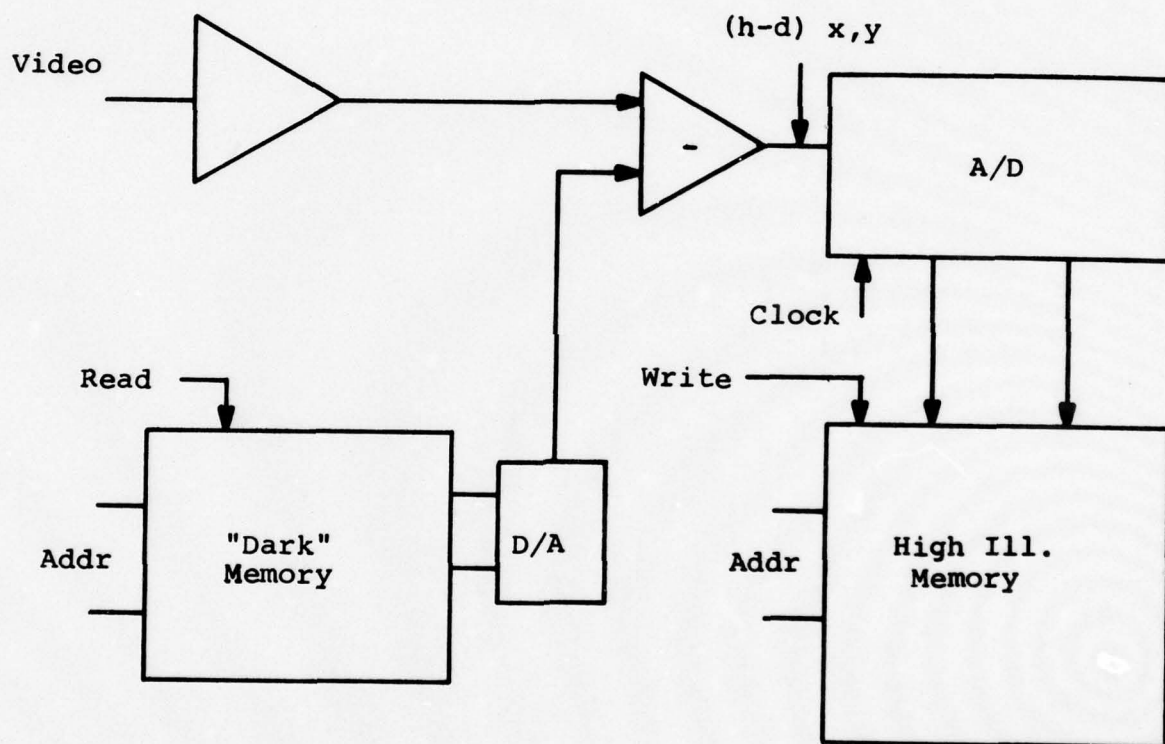 (h-d) x,y
Video
-
A/D
Clock
Read
Write
"Dark"
Memory
Addr
D/A
High Ill.
Memory
Addr